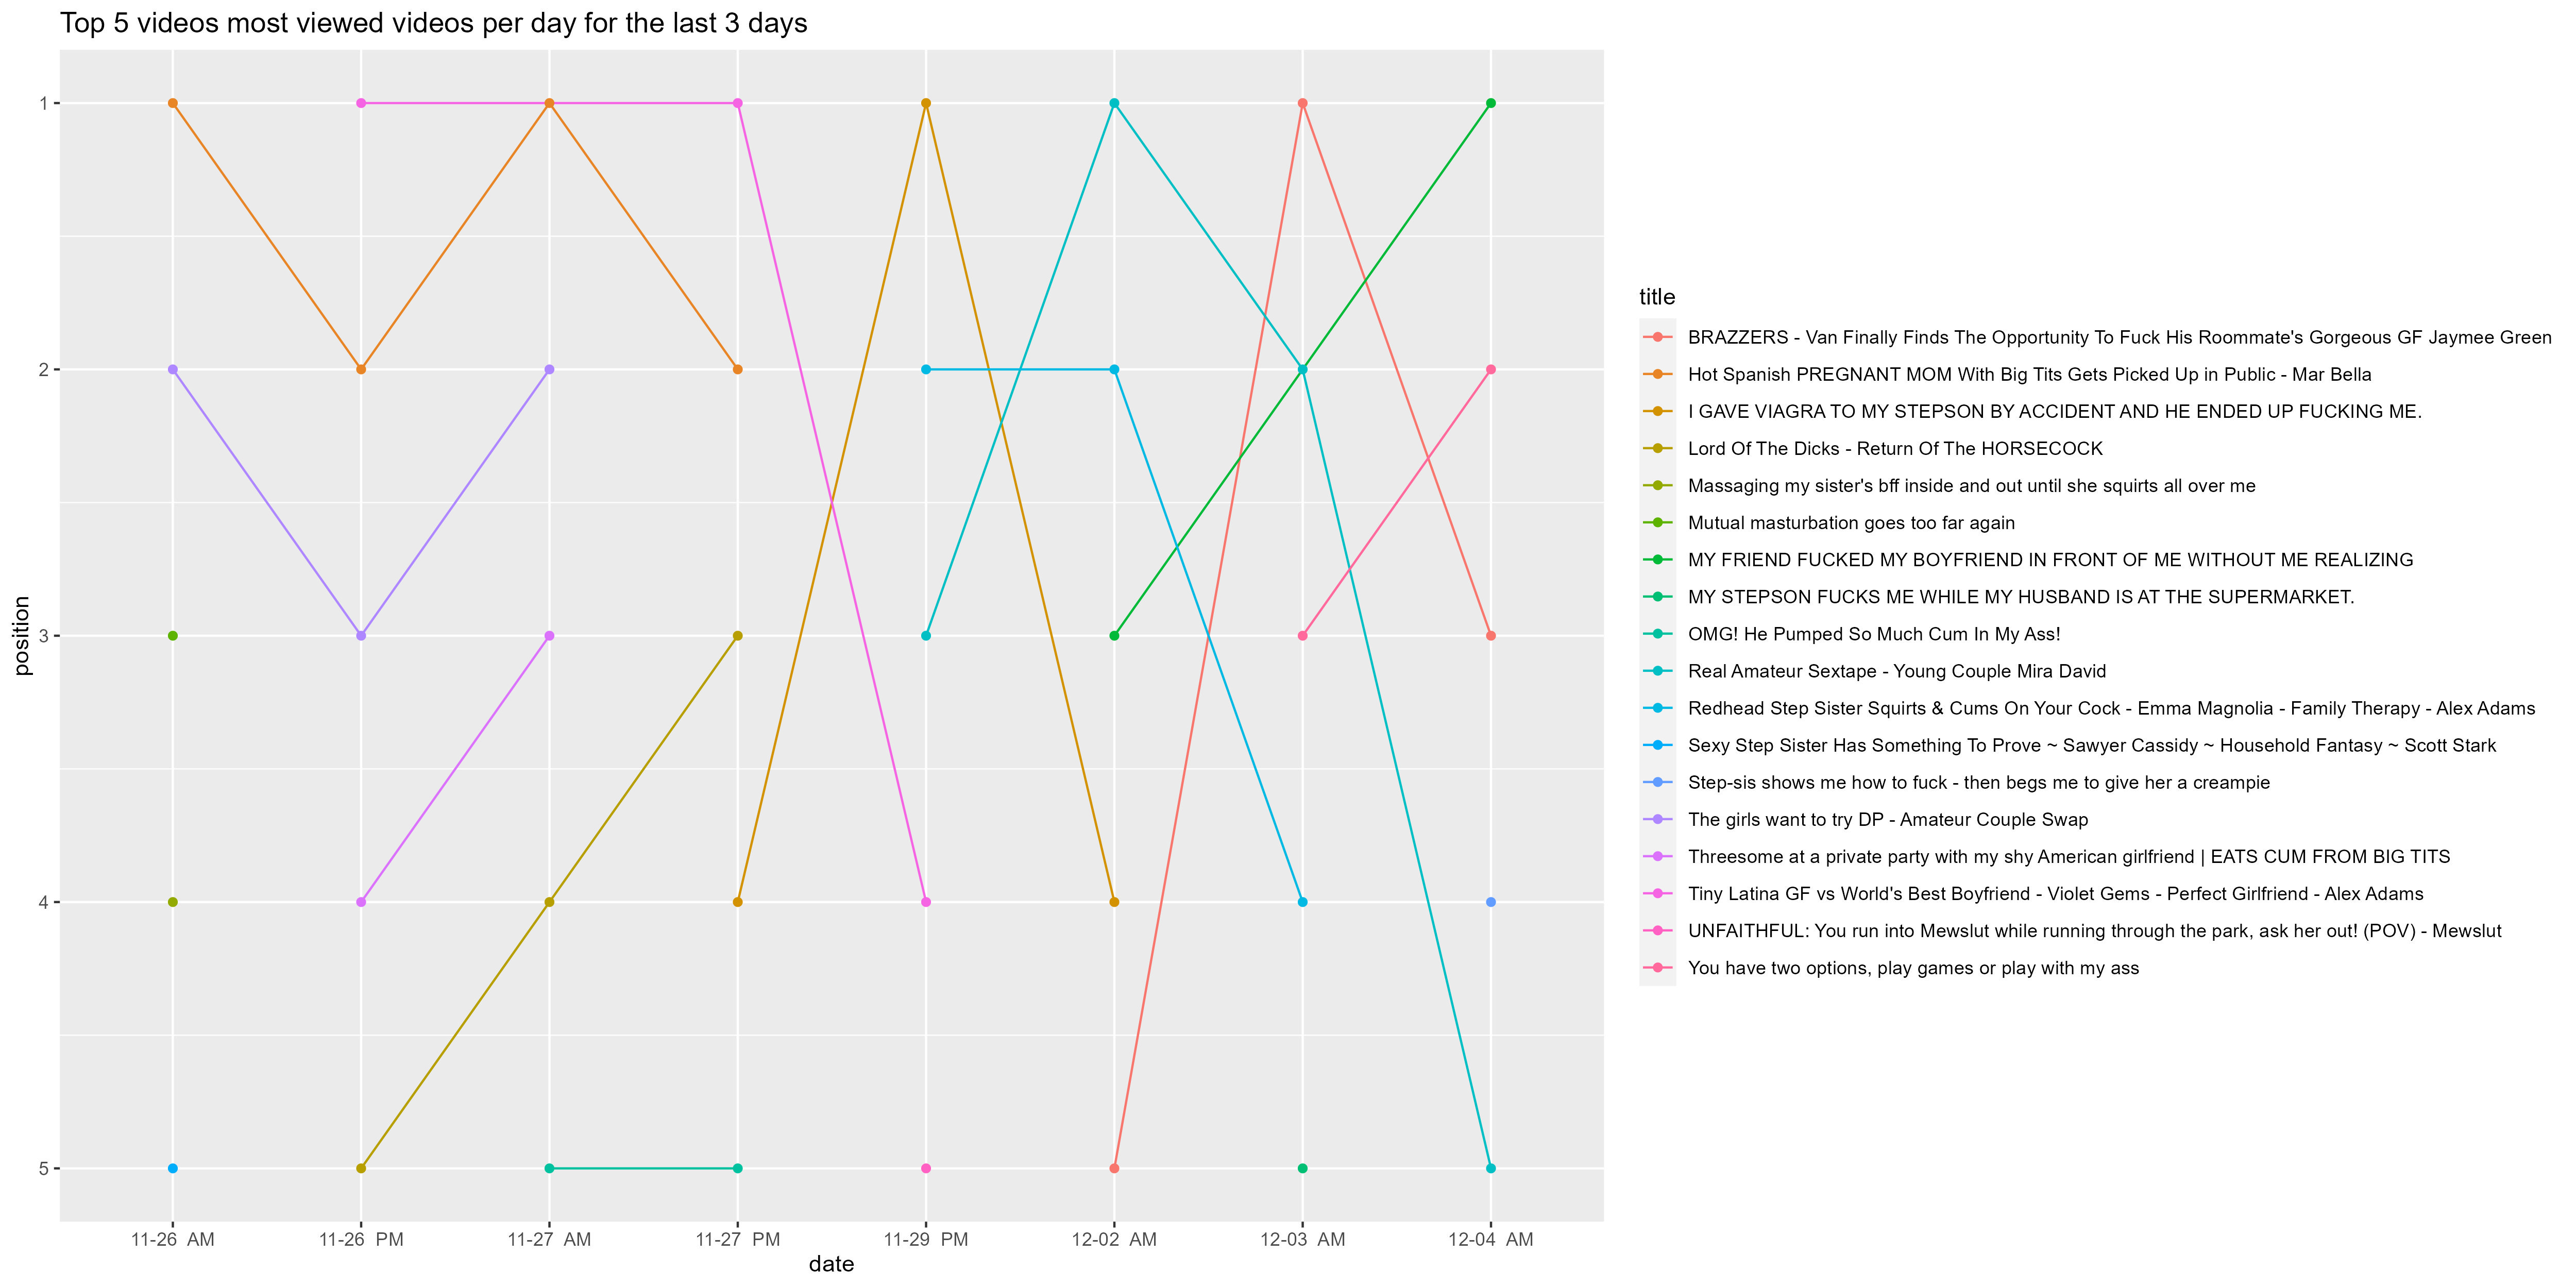 Top 5 videos most viewed videos per day for the last 3 days
position
1
2
3
4
5
11-26 AM
11-26 PM
11-27 AM
11-27 PM
11-29 PM
12-02 AM
12-03 AM
12-04 AM
date
title
BRAZZERS - Van Finally Finds The Opportunity To Fuck His Roommate's Gorgeous GF Jaymee Green
Hot Spanish PREGNANT MOM With Big Tits Gets Picked Up in Public - Mar Bella
I GAVE VIAGRA TO MY STEPSON BY ACCIDENT AND HE ENDED UP FUCKING ME.
Lord Of The Dicks - Return Of The HORSECOCK
Massaging my sister's bff inside and out until she squirts all over me
Mutual masturbation goes too far again
MY FRIEND FUCKED MY BOYFRIEND IN FRONT OF ME WITHOUT ME REALIZING
MY STEPSON FUCKS ME WHILE MY HUSBAND IS AT THE SUPERMARKET.
OMG! He Pumped So Much Cum In My Ass!
Real Amateur Sextape - Young Couple Mira David
Redhead Step Sister Squirts & Cums On Your Cock - Emma Magnolia - Family Therapy - Alex Adams
Sexy Step Sister Has Something To Prove ~ Sawyer Cassidy ~ Household Fantasy ~ Scott Stark
Step-sis shows me how to fuck - then begs me to give her a creampie
The girls want to try DP - Amateur Couple Swap
Threesome at a private party with my shy American girlfriend | EATS CUM FROM BIG TITS
Tiny Latina GF vs World's Best Boyfriend - Violet Gems - Perfect Girlfriend - Alex Adams
UNFAITHFUL: You run into Mewslut while running through the park, ask her out! (POV) - Mewslut
You have two options, play games or play with my ass